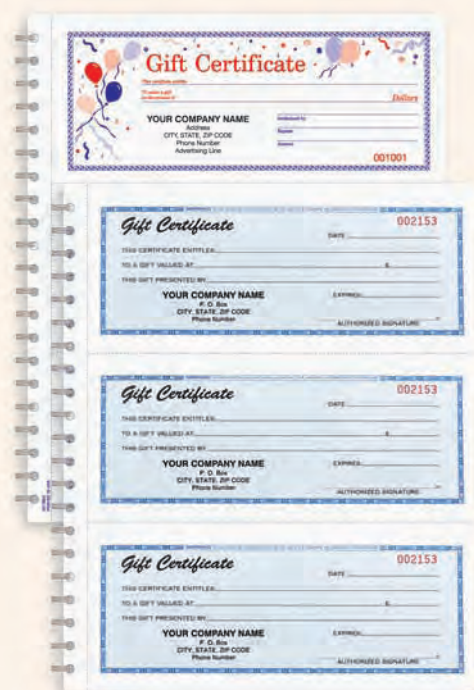 Gift Certificate
Dollars
YOUR COMPANY NAME
Address
CITY, STATE, ZIP CODE
Phone Number
Advertising Line
001001
Gift Certificate
002153
DATE
THIS CERTIFICATE ENTITLES
TO A GIFT VALUED AT $
THIS GIFT PRESENTED BY
YOUR COMPANY NAME
P. O. Box
CITY, STATE, ZIP CODE
Phone Number
EXPIRES
AUTHORIZED SIGNATURE
Gift Certificate
002153
DATE
THIS CERTIFICATE ENTITLES
TO A GIFT VALUED AT $
THIS GIFT PRESENTED BY
YOUR COMPANY NAME
P. O. Box
CITY, STATE, ZIP CODE
Phone Number
EXPIRES
AUTHORIZED SIGNATURE
Gift Certificate
002153
DATE
THIS CERTIFICATE ENTITLES
TO A GIFT VALUED AT $
THIS GIFT PRESENTED BY
YOUR COMPANY NAME
P. O. Box
CITY, STATE, ZIP CODE
Phone Number
EXPIRES
AUTHORIZED SIGNATURE